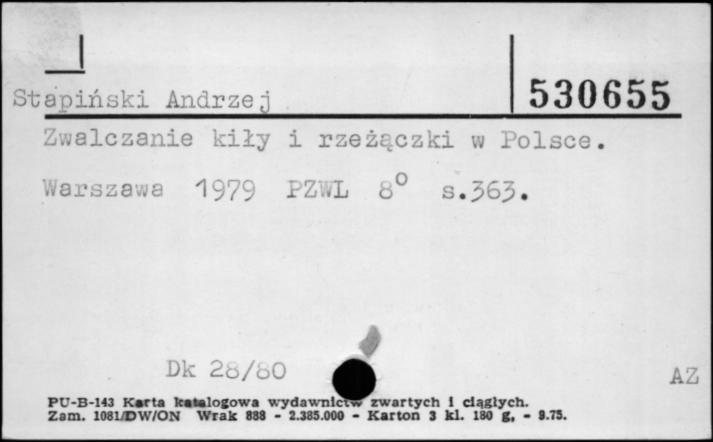 Stapiński Andrzej
530655
Zwalczanie kiły i rzeżączki w Polsce.
Warszawa 1979 PZWL 8° s.363.
Dk 28/80
AZ
PU-B-143 Karta katalogowa wydawnictw zwartych i ciągłych.
Zam. 1081/DW/ON Wrak 888 - 2.385.000 - Karton 3 kl. 180 g, - 9.75.